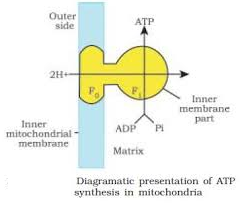 Outer
side
ATP
2H+
F0
F1
Inner
membrane
part
Inner
mitochondrial
membrane
ADP
Pi
Matrix
Diagramatic presentation of ATP
synthesis in mitochondria